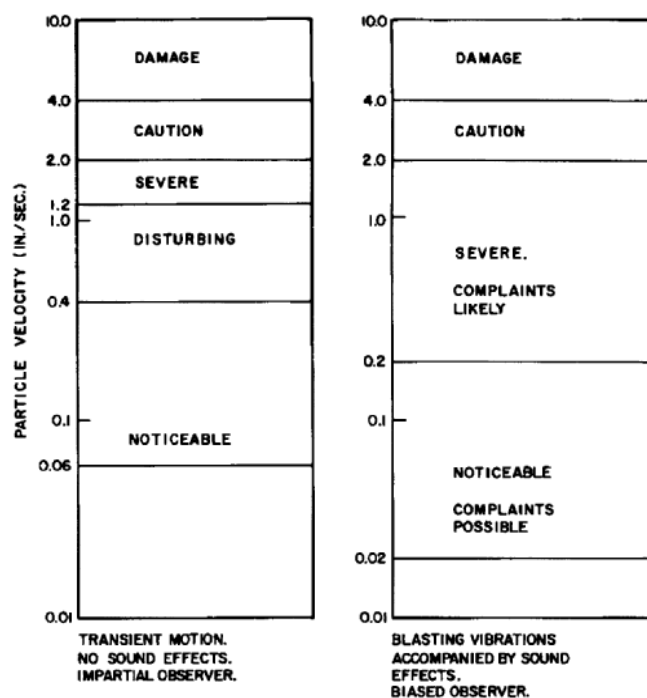 PARTICLE VELOCITY (IN./SEC.)
10.0
DAMAGE
4.0
CAUTION
2.0
SEVERE
1.2
1.0
DISTURBING
0.4
0.1
NOTICEABLE
0.06
0.01
TRANSIENT MOTION.
NO SOUND EFFECTS.
IMPARTIAL OBSERVER.
10.0
DAMAGE
4.0
CAUTION
2.0
1.0
SEVERE.
COMPLAINTS
LIKELY
0.2
0.1
NOTICEABLE
COMPLAINTS
POSSIBLE
0.02
0.01
BLASTING VIBRATIONS
ACCOMPANIED BY SOUND
EFFECTS.
BIASED OBSERVER.